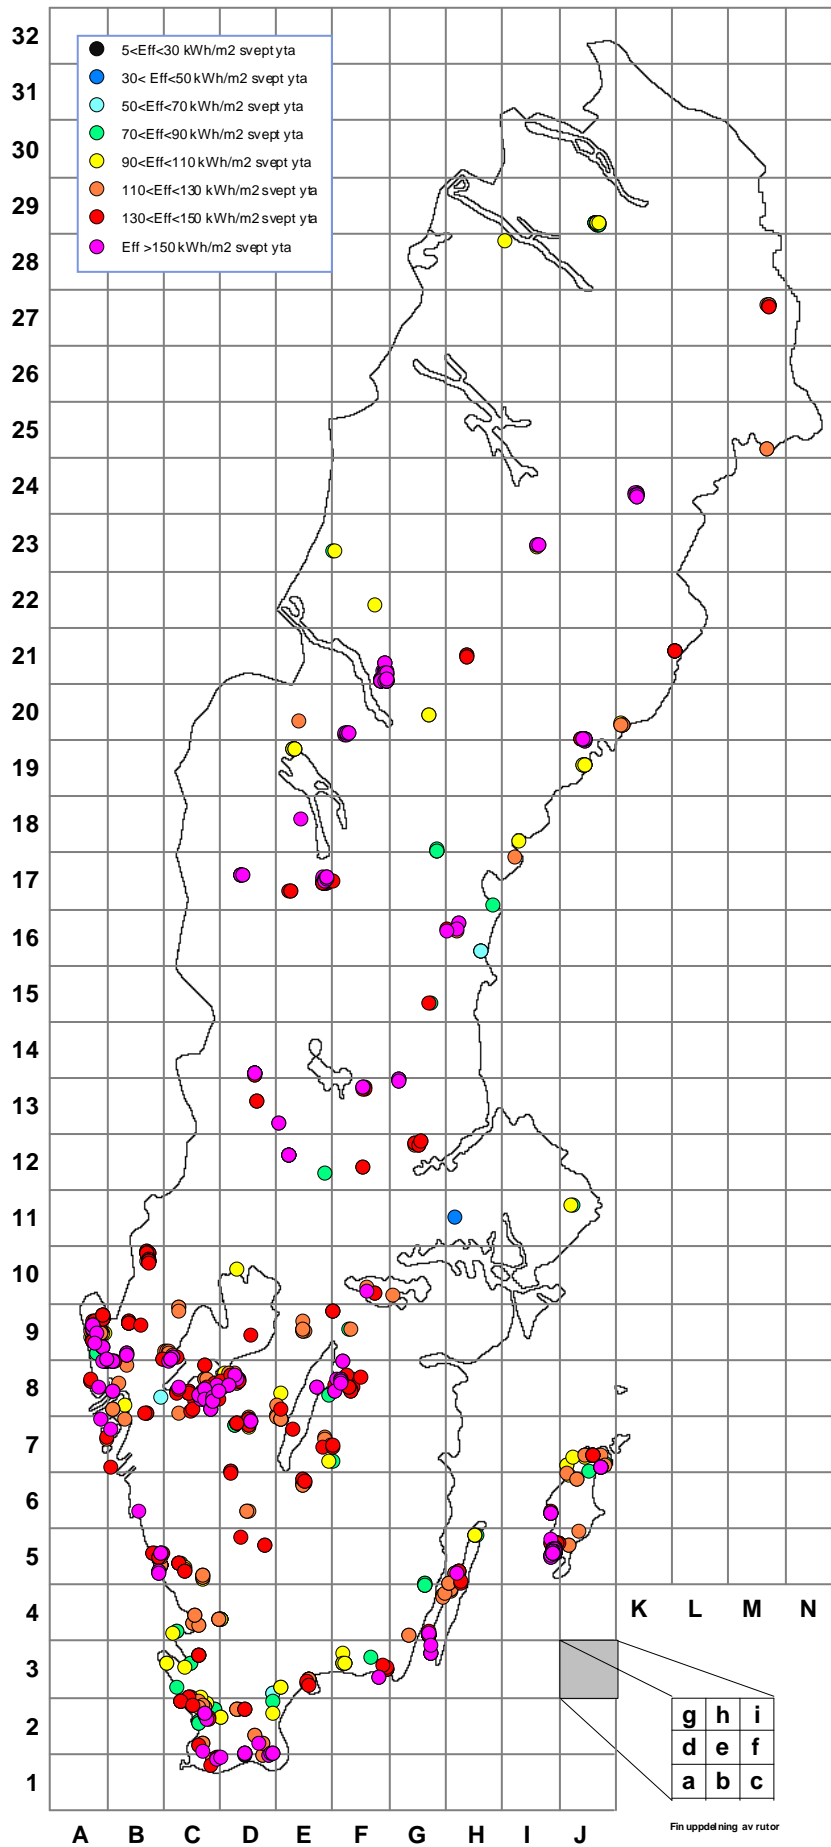 32
31
30
29
28
27
26
25
24
23
22
21
20
19
18
17
16
15
14
13
12
11
10
9
8
7
6
5
4
3
2
1
5<Eff<30 kWh/m2 svept yta
30< Eff<50 kWh/m2 svept yta
50<Eff<70 kWh/m2 svept yta
70<Eff<90 kWh/m2 svept yta
90<Eff<110 kWh/m2 svept yta
110<Eff<130 kWh/m2 svept yta
130<Eff<150 kWh/m2 svept yta
Eff >150 kWh/m2 svept yta
K L M N
g h i
d e f
a b c
Fin uppdelning av rutor
A B C D E F G H I J